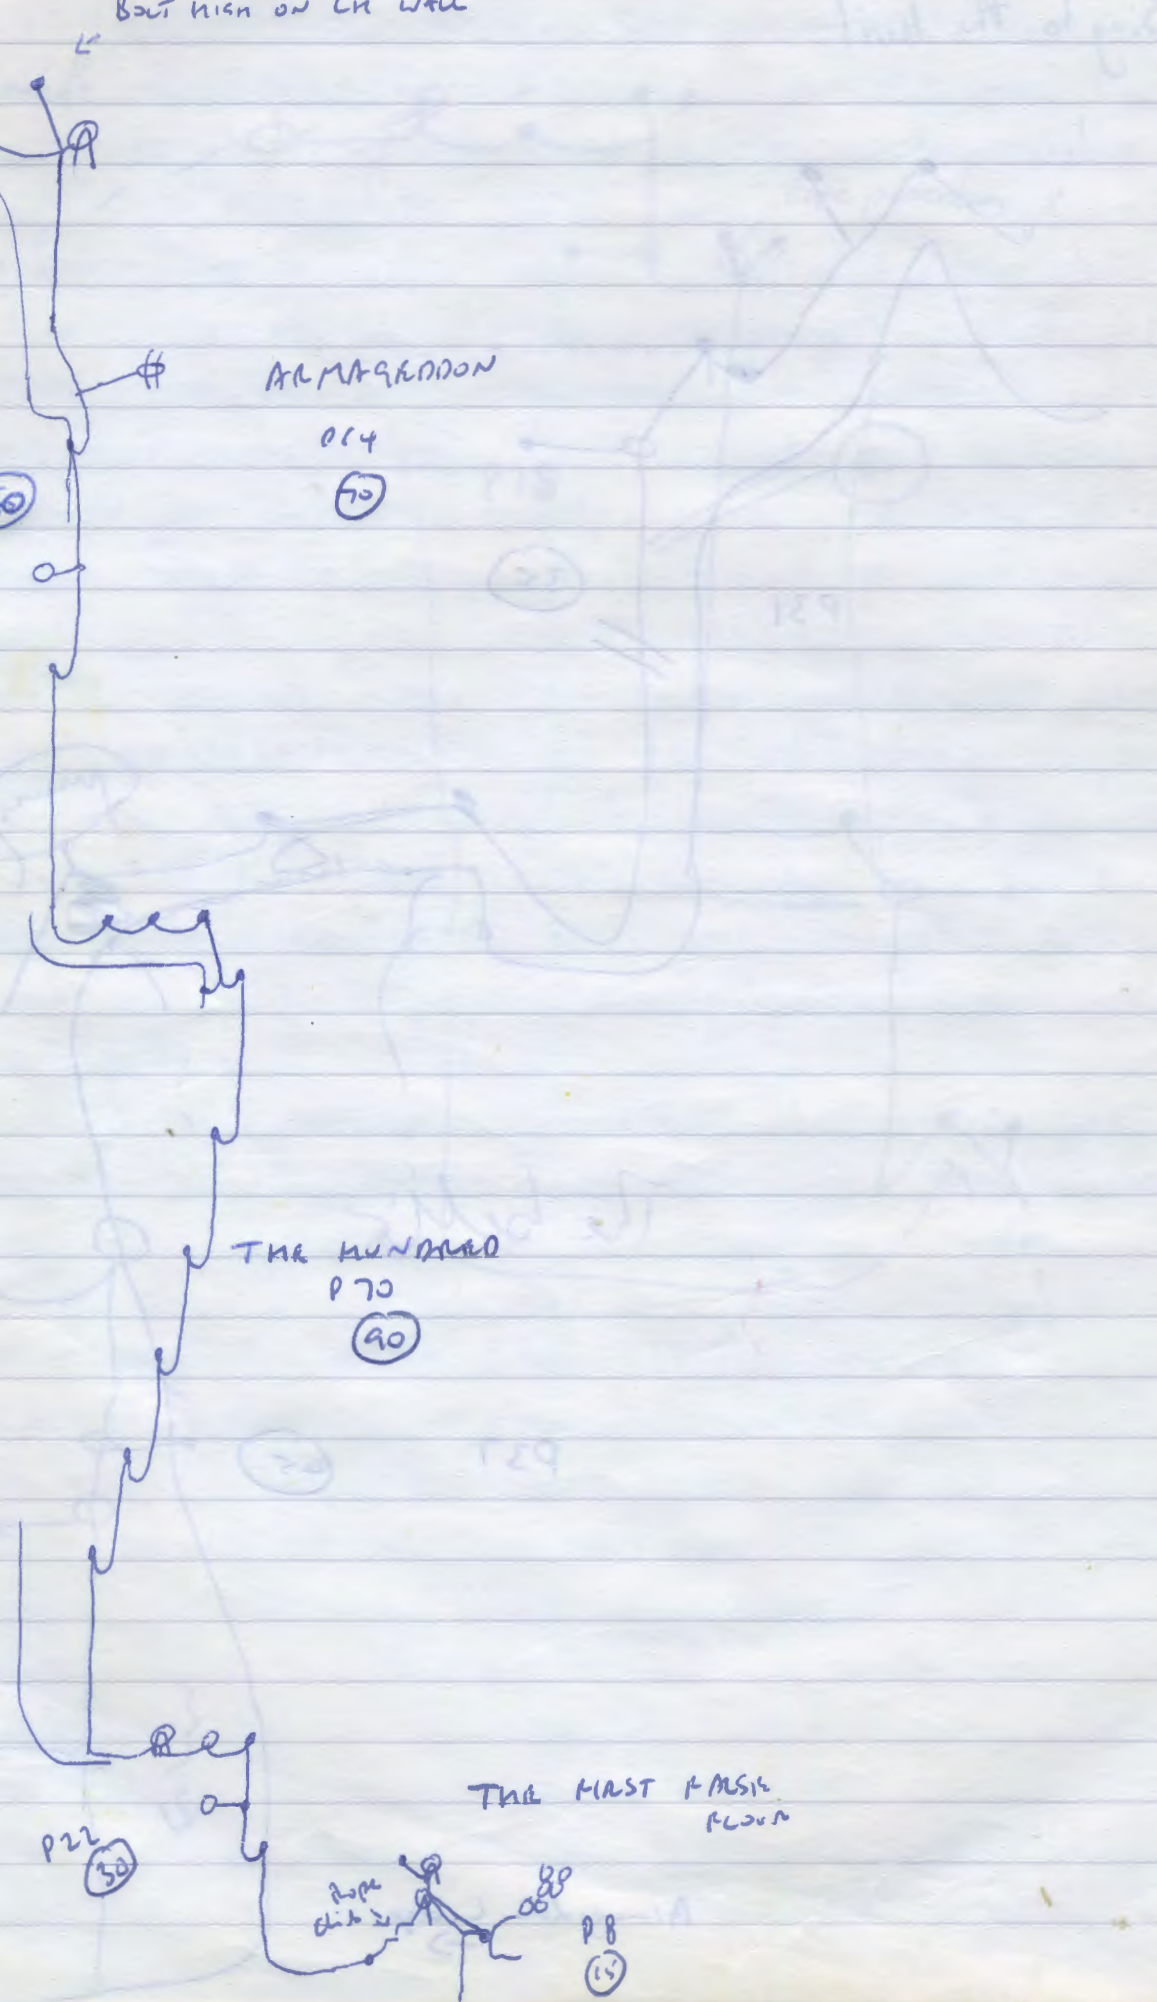 BOLT HIGH ON LH WALL
ARMAGEDDON
P64
70
THE HUNDRED
P70
90
THE FIRST FALSE
FLOOR
P22
30
Rope
P8
15